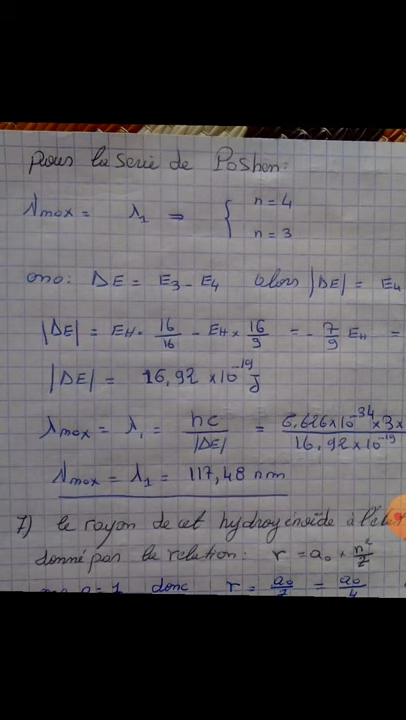 pour la serie de Poshen:
λmax = λ1 ⇒ { n = 4
n = 3
ona: ΔE = E3 - E4 alors |ΔE| = E4
|ΔE| = EH × 16/16 - EH × 16/9 = - 7/9 EH =
|ΔE| = 16,92 × 10^-19 J
λmax = λ1 = hc/|ΔE| = 6,626×10^-34×3×/16,92×10^-19
λmax = λ1 = 117,48 nm
7) le rayon de cet hydrogénoïde à l'état
donné par la relation: r = a0 × n²/Z
n = 1 donc r = a0/Z = a0/4